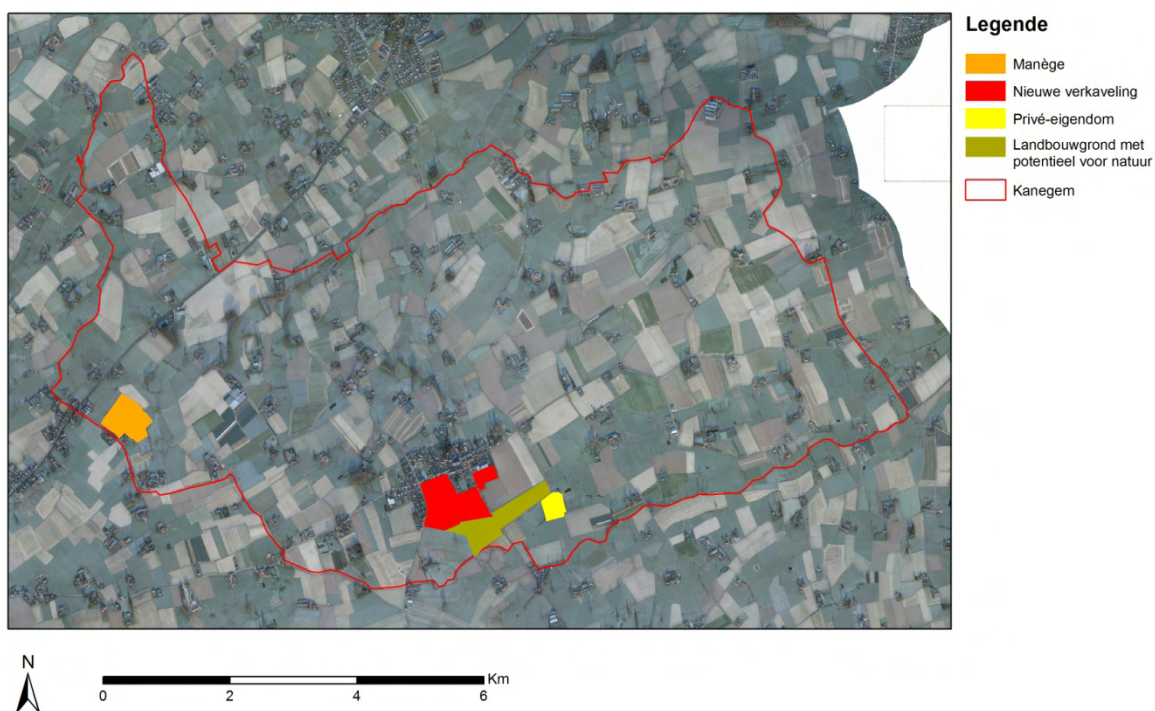 Legende
Manège
Nieuwe verkaveling
Privé-eigendom
Landbouwgrond met
potentieel voor natuur
Kanegem
N
Km
0 2 4 6